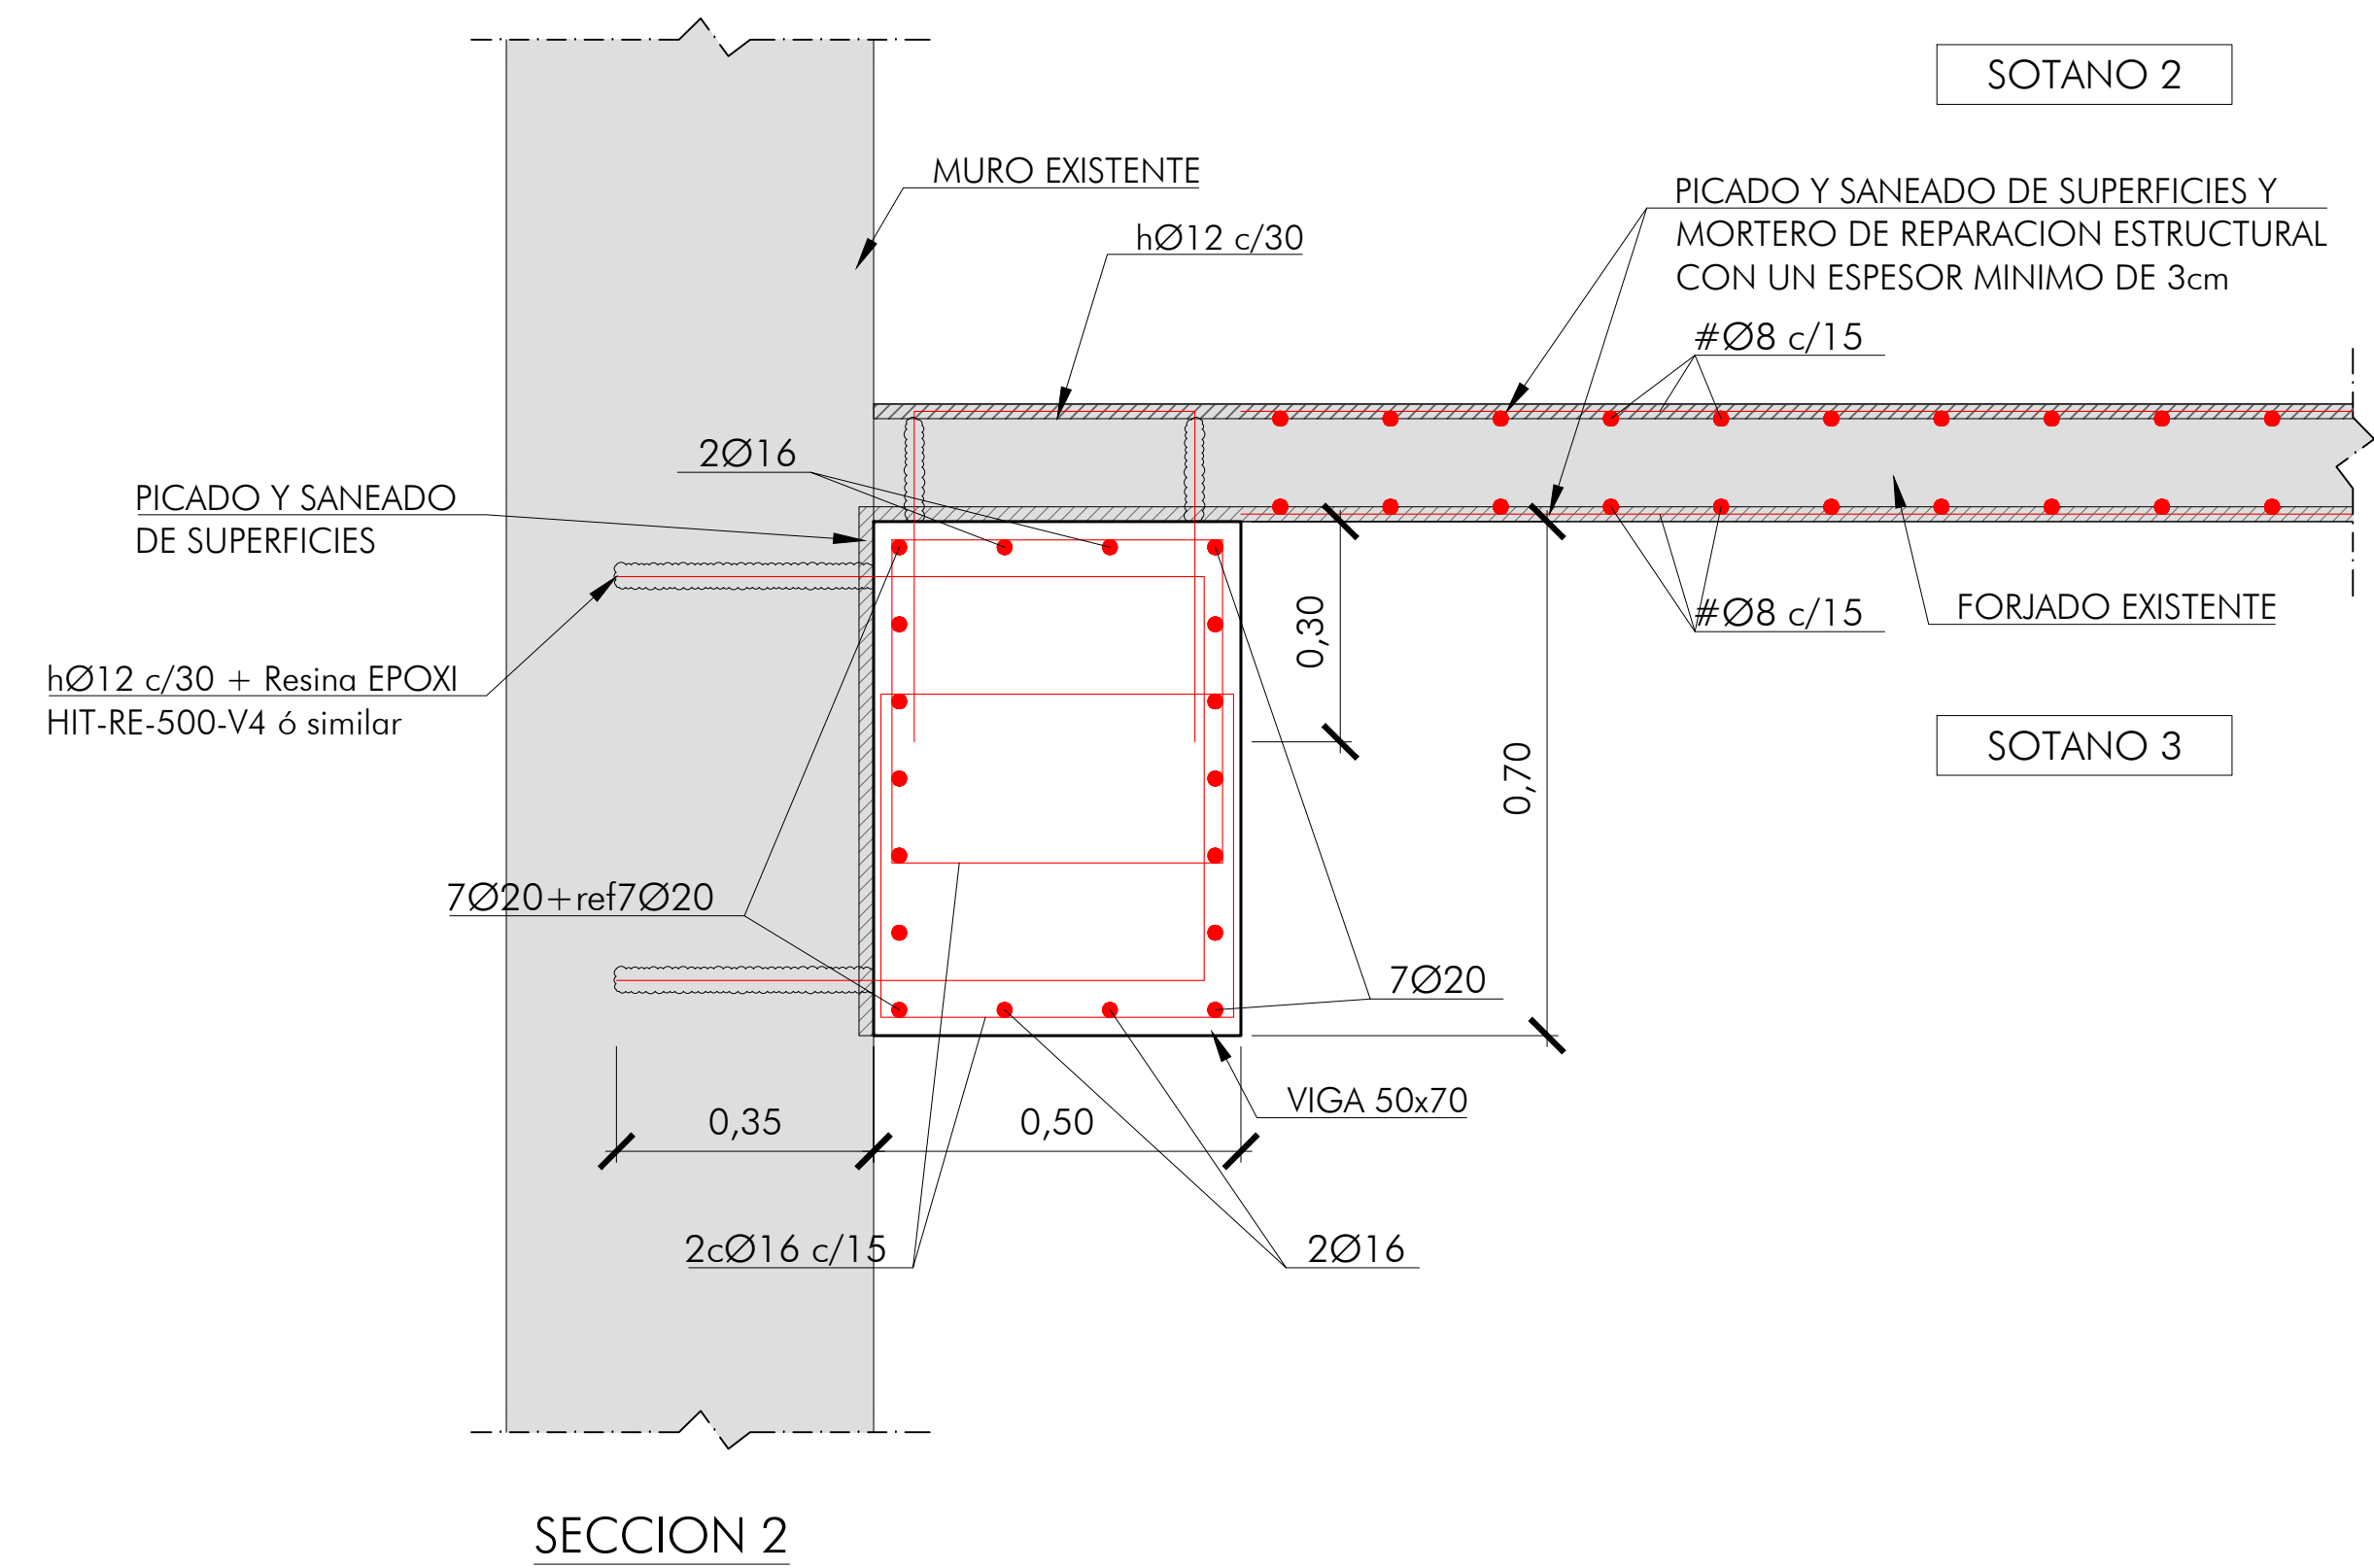 SOTANO 2
MURO EXISTENTE
PICADO Y SANEADO DE SUPERFICIES Y
MORTERO DE REPARACION ESTRUCTURAL
CON UN ESPESOR MINIMO DE 3cm
hØ12 c/30
#Ø8 c/15
2Ø16
PICADO Y SANEADO
DE SUPERFICIES
0,30
#Ø8 c/15
FORJADO EXISTENTE
hØ12 c/30 + Resina EPOXI
HIT-RE-500-V4 ó similar
SOTANO 3
0,70
7Ø20+ref7Ø20
7Ø20
VIGA 50x70
0,35
0,50
2cØ16 c/15
2Ø16
SECCION 2